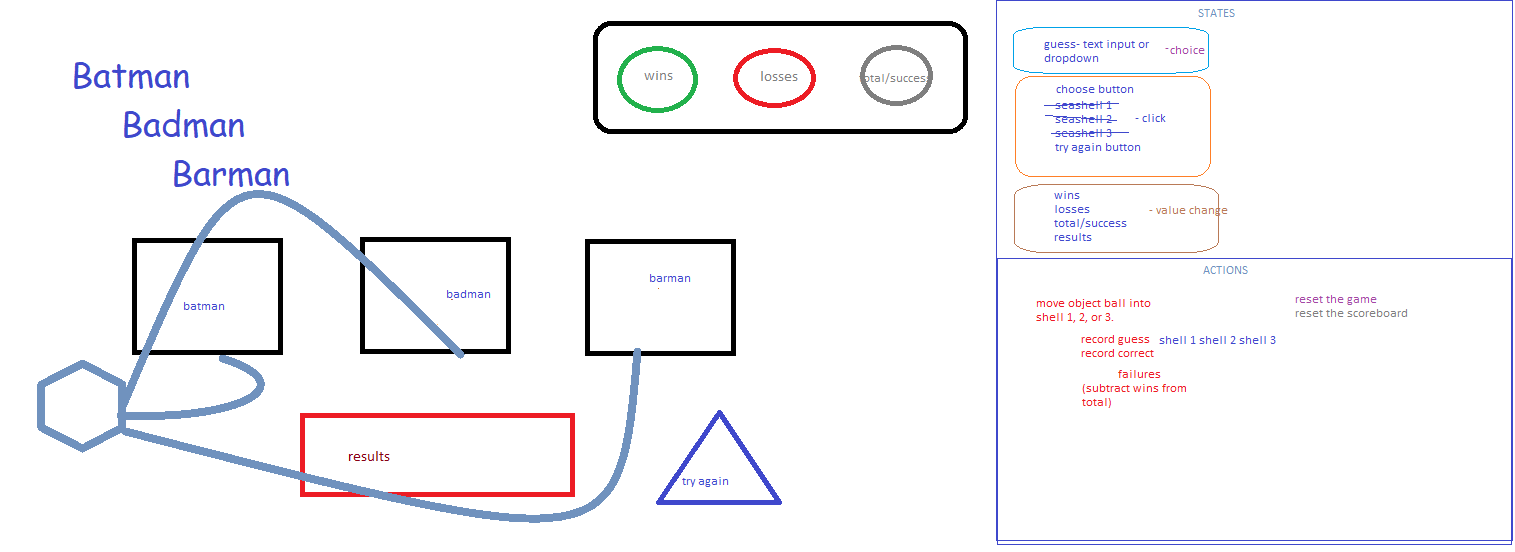 Batman
Badman
Barman
wins
losses
otal/success
batman
badman
barman
results
try again
STATES
guess- text input or
dropdown
-choice
choose button
seashell 1
seashell 2
seashell 3
- click
try again button
wins
losses
total/success
results
- value change
ACTIONS
move object ball into
shell 1, 2, or 3.
record guess
record correct
shell 1 shell 2 shell 3
failures
(subtract wins from
total)
reset the game
reset the scoreboard